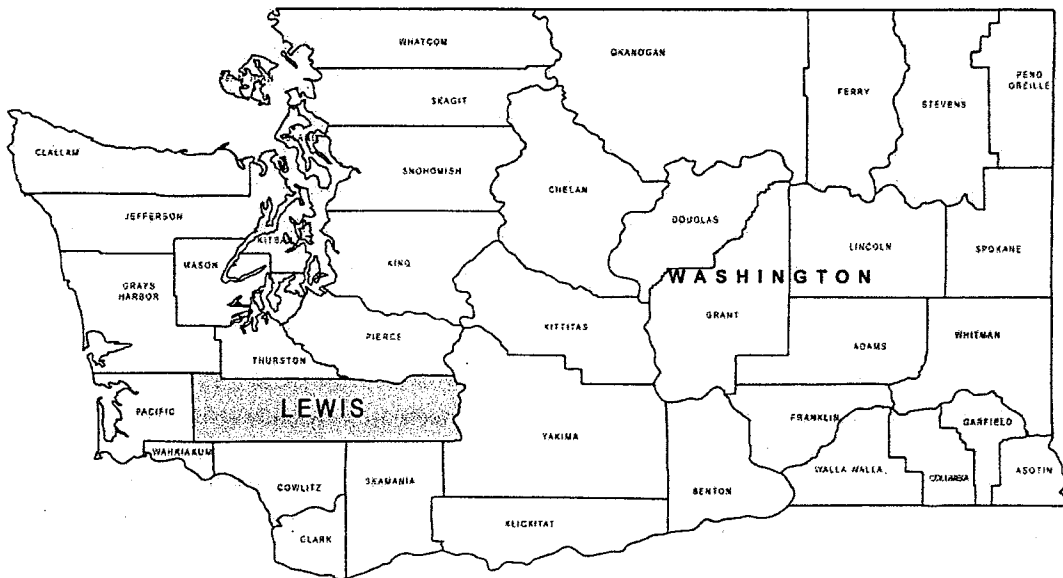 WHATCOM
OKANOGAN
FERRY
STEVENS
PEND
OREILLE
SKAGIT
CLALLAM
SNOHOMISH
CHELAN
JEFFERSON
DOUGLAS
KITSAP
LINCOLN
SPOKANE
MASON
KING
WASHINGTON
GRAYS
HARBOR
GRANT
KITTITAS
PIERCE
ADAMS
WHITMAN
THURSTON
LEWIS
PACIFIC
FRANKLIN
GARFIELD
YAKIMA
WAHKIAKUM
WALLA WALLA
COLUMBIA
ASOTIN
COWLITZ
SKAMANIA
BENTON
KLICKITAT
CLARK